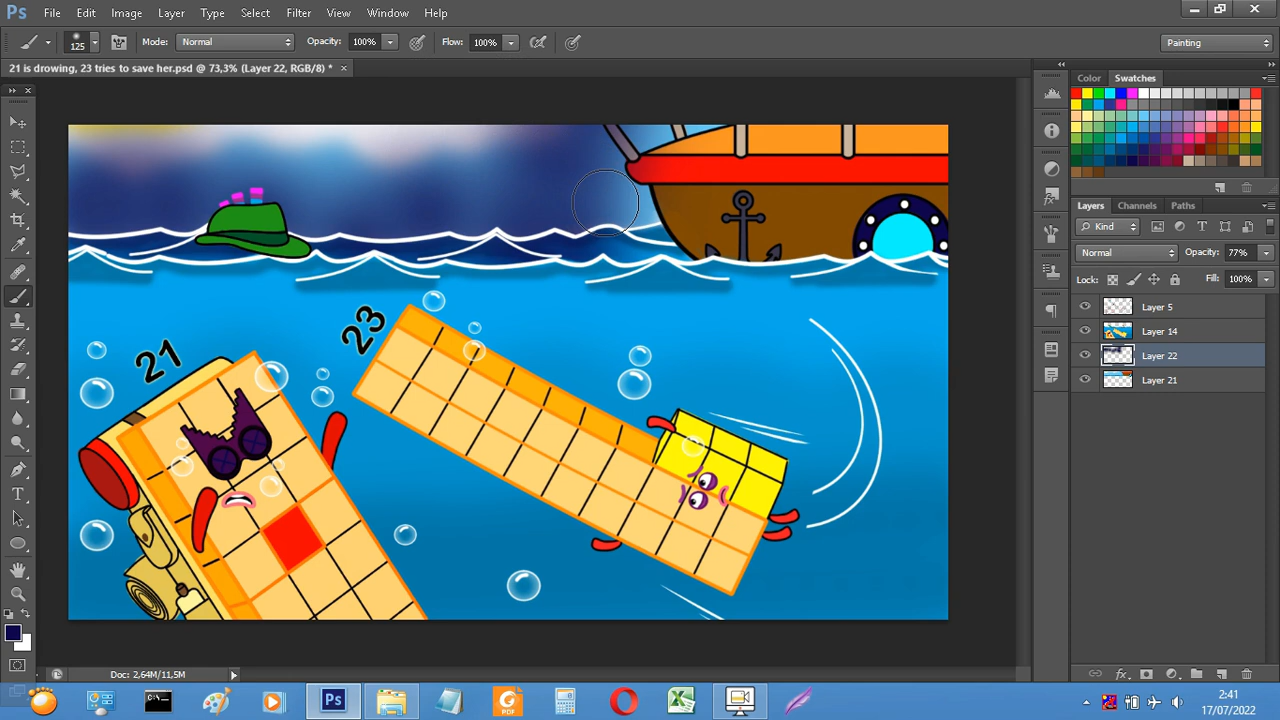 Ps File Edit Image Layer Type Select Filter View Window Help
125 Mode: Normal Opacity: 100% Flow: 100% Painting
21 is drowing, 23 tries to save her.psd @ 73,3% (Layer 22, RGB/8) * ×
Color Swatches
Layers Channels Paths
Kind
Normal Opacity: 77%
Lock: Fill: 100%
Layer 5
Layer 14
Layer 22
Layer 21
23
21
Doc: 2,64M/11,5M
Ps PDF
2:41
17/07/2022